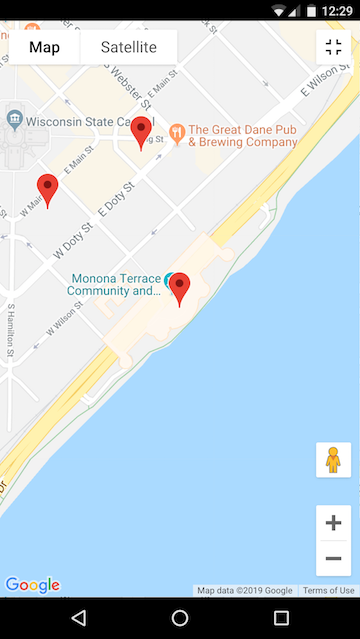 12:29
Map
Satellite
S Webster St
E Main St
E Wilson St
Wisconsin State Capitol
The Great Dane Pub
& Brewing Company
E Main St
W Main St
E Doty St
W Doty St
Monona Terrace
Community and...
W Wilson St
S Hamilton St
Google
Map data ©2019 Google
Terms of Use